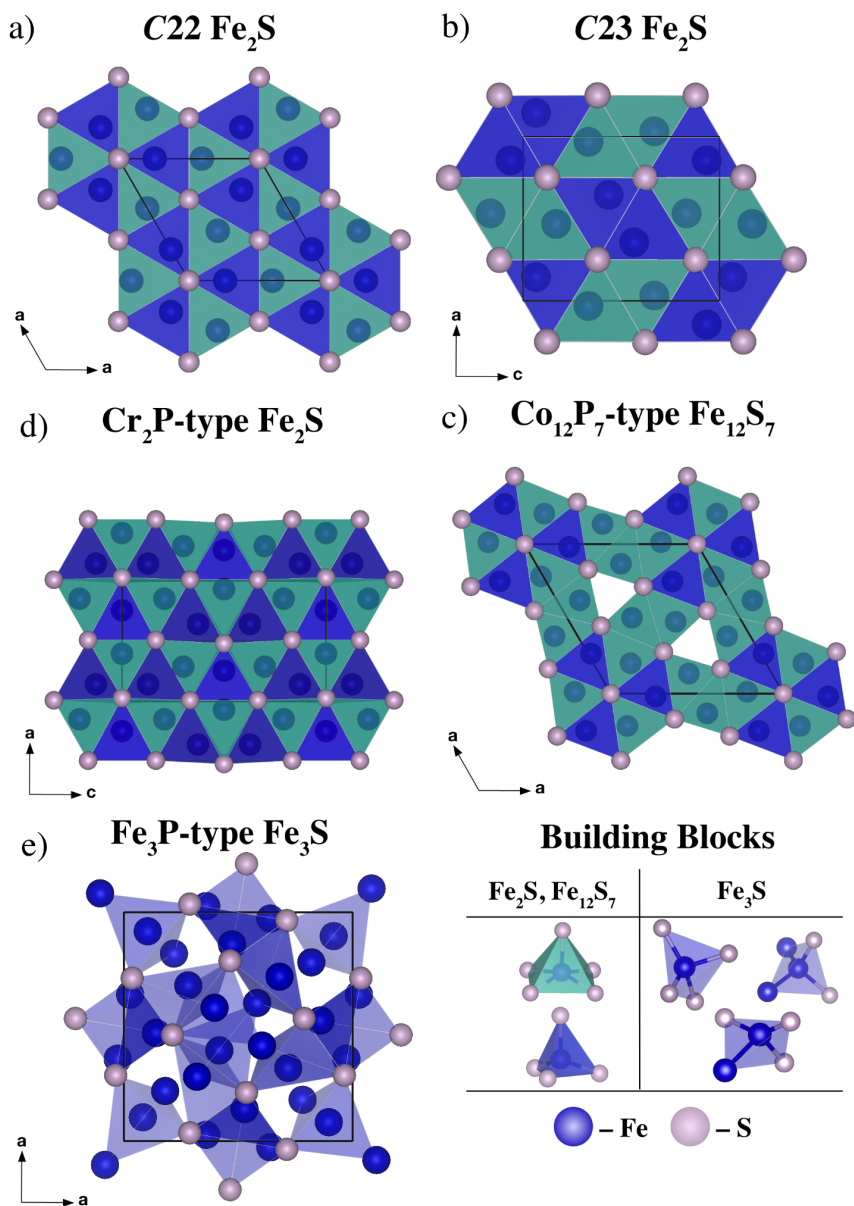 a)
C22 Fe₂S
b)
C23 Fe₂S
a
a
a
c
d)
Cr₂P-type Fe₂S
c)
Co₁₂P₇-type Fe₁₂S₇
a
c
a
a
e)
Fe₃P-type Fe₃S
a
a
Building Blocks
Fe₂S, Fe₁₂S₇
Fe₃S
– Fe
– S